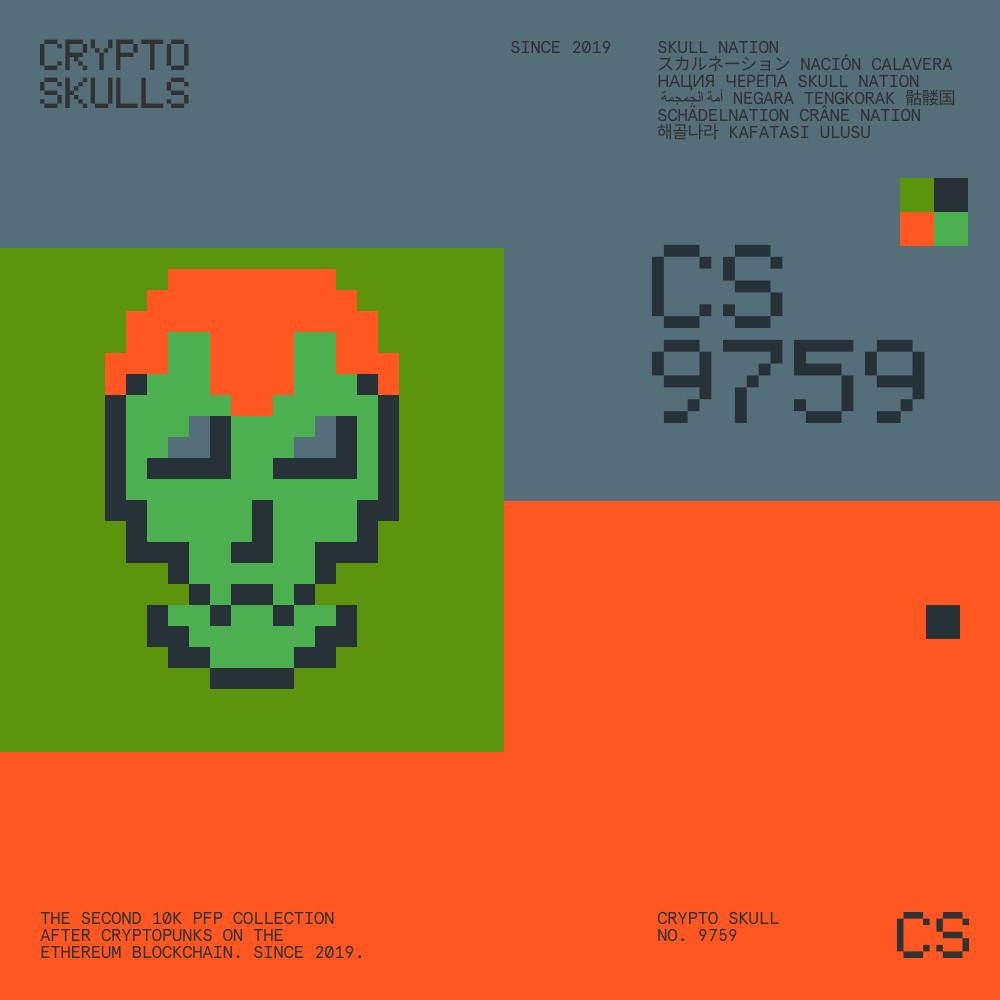 CRYPTO
SKULLS
SINCE 2019
SKULL NATION
スカルネーション NACIÓN CALAVERA
НАЦИЯ ЧЕРЕПА SKULL NATION
أمة الجمجمة NEGARA TENGKORAK 骷髅国
SCHÄDELNATION CRÂNE NATION
해골나라 KAFATASI ULUSU
CS
9759
THE SECOND 10K PFP COLLECTION
AFTER CRYPTOPUNKS ON THE
ETHEREUM BLOCKCHAIN. SINCE 2019.
CRYPTO SKULL
NO. 9759
CS